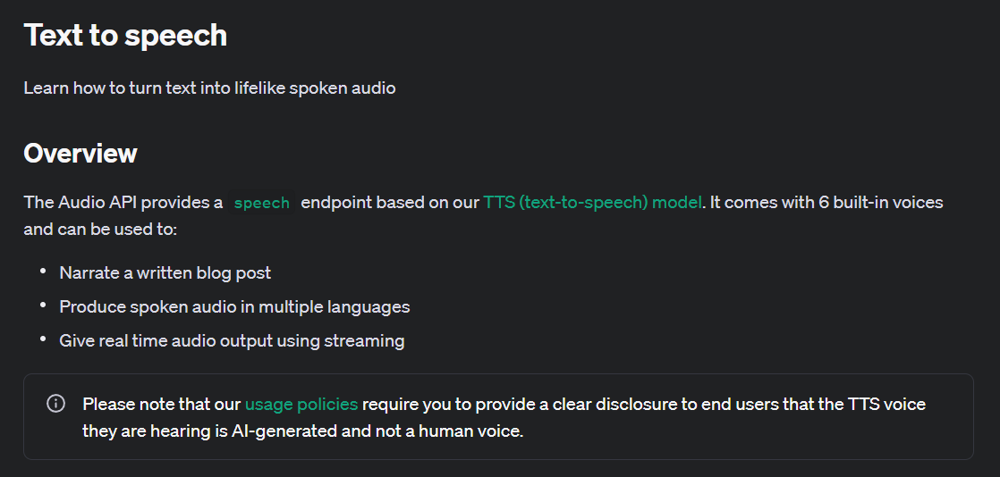 Text to speech
Learn how to turn text into lifelike spoken audio
Overview
The Audio API provides a speech endpoint based on our TTS (text-to-speech) model. It comes with 6 built-in voices
and can be used to:
• Narrate a written blog post
• Produce spoken audio in multiple languages
• Give real time audio output using streaming
Please note that our usage policies require you to provide a clear disclosure to end users that the TTS voice
they are hearing is AI-generated and not a human voice.